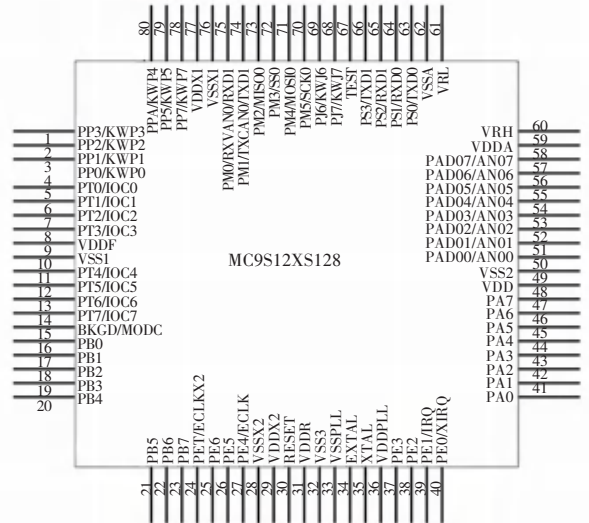 80 79 78 77 76 75 74 73 72 71 70 69 68 67 66 65 64 63 62 61
PPA/KWP4
PP5/KWP5
PP7/KWP7
VDDX1
VSSX1
PM0/RXVAN0/RXD1
PM1/TXCAN0/TXD1
PM2/MISO0
PM3/SS0
PM4/MOSI0
PM5/SCK0
PJ6/KWJ6
PJ7/KWJ7
TEST
PS3/TXD1
PS2/RXD1
PS1/RXD0
PS0/TXD0
VSSA
VRL
1 PP3/KWP3
2 PP2/KWP2
3 PP1/KWP1
4 PP0/KWP0
5 PT0/IOC0
6 PT1/IOC1
7 PT2/IOC2
8 PT3/IOC3
9 VDDF
10 VSS1
11 PT4/IOC4
12 PT5/IOC5
13 PT6/IOC6
14 PT7/IOC7
15 BKGD/MODC
16 PB0
17 PB1
18 PB2
19 PB3
20 PB4
MC9S12XS128
VRH 60
VDDA 59
PAD07/AN07 58
PAD06/AN06 57
PAD05/AN05 56
PAD04/AN04 55
PAD03/AN03 54
PAD02/AN02 53
PAD01/AN01 52
PAD00/AN00 51
VSS2 50
VDD 49
PA7 48
PA6 47
PA5 46
PA4 45
PA3 44
PA2 43
PA1 42
PA0 41
PB5
PB6
PB7
PET/ECLKX2
PE6
PE5
PE4/ECLK
VSSX2
VDDX2
RESET
VDDR
VSS3
VSSPLL
EXTAL
XTAL
VDDPLL
PE3
PE2
PE1/IRQ
PE0/XIRQ
21 22 23 24 25 26 27 28 29 30 31 32 33 34 35 36 37 38 39 40